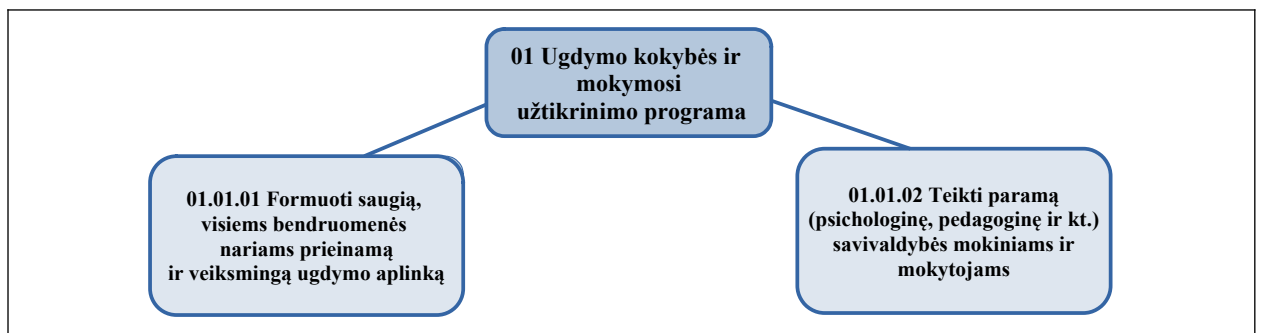 01 Ugdymo kokybės ir
mokymosi
užtikrinimo programa
01.01.01 Formuoti saugią,
visiems bendruomenės
nariams prieinamą
ir veiksmingą ugdymo aplinką
01.01.02 Teikti paramą
(psichologinę, pedagoginę ir kt.)
savivaldybės mokiniams ir
mokytojams